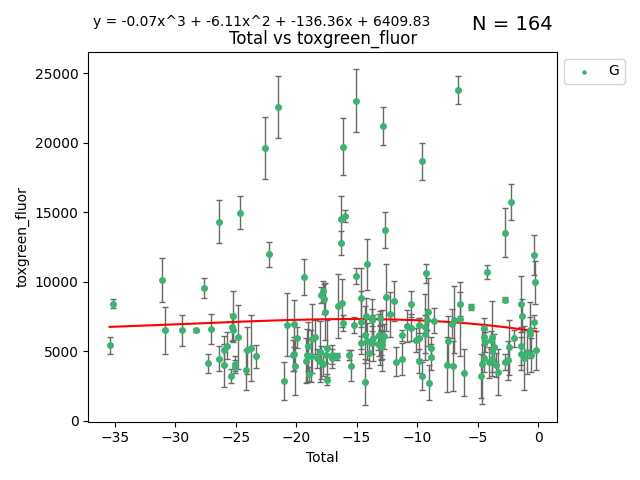 y = -0.07x^3 + -6.11x^2 + -136.36x + 6409.83
N = 164
Total vs toxgreen_fluor
G
toxgreen_fluor
25000
20000
15000
10000
5000
0
−35
−30
−25
−20
−15
−10
−5
0
Total